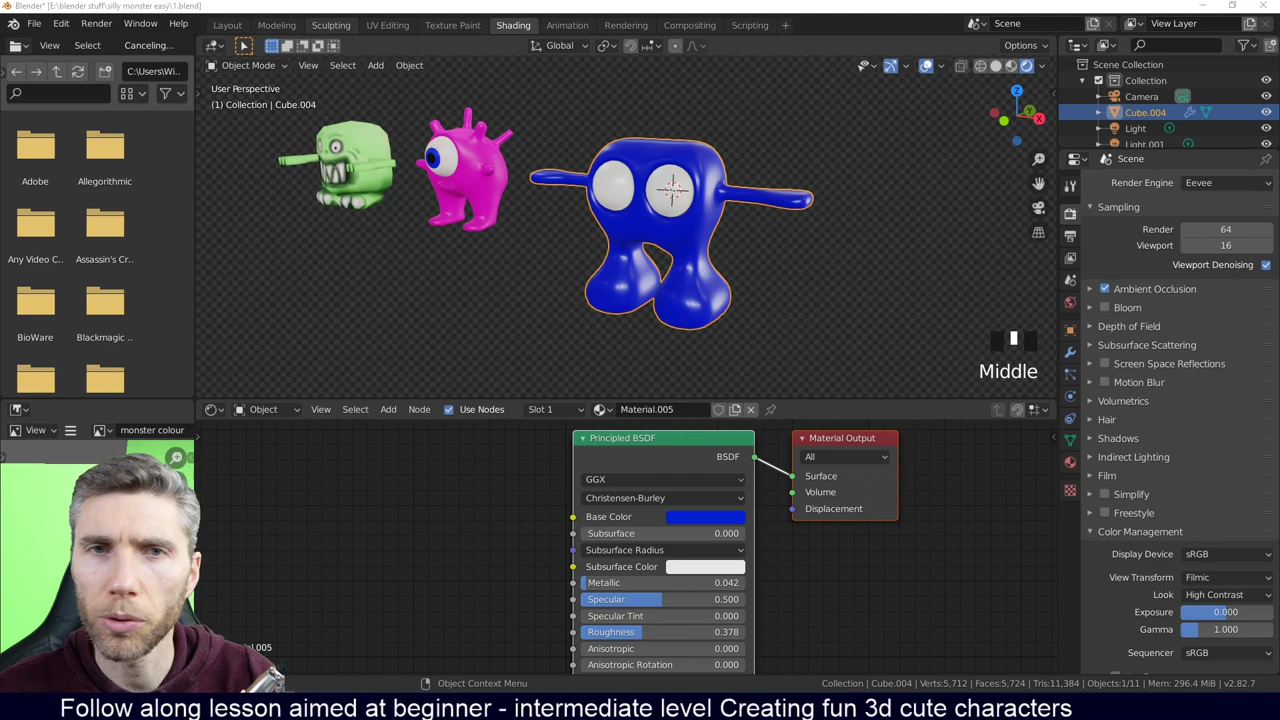 Blender* [E:\blender stuff\silly monster easy\1.blend]
File Edit Render Window Help Layout Modeling Sculpting UV Editing Texture Paint Shading Animation Rendering Compositing Scripting Scene View Layer
View Select Canceling... Global Options
C:\Users\Wi... Object Mode View Select Add Object
Scene Collection
Collection
Camera
Cube.004
Light
Light.001
User Perspective
(1) Collection | Cube.004
Adobe Allegorithmic
Any Video C.. Assassin's Cr..
BioWare Blackmagic ..
Middle
Scene
Render Engine Eevee
Sampling
Render 64
Viewport 16
Viewport Denoising
Ambient Occlusion
Bloom
Depth of Field
Subsurface Scattering
Screen Space Reflections
Motion Blur
Volumetrics
Hair
Shadows
Indirect Lighting
Film
Simplify
Freestyle
Color Management
Display Device sRGB
View Transform Filmic
Look High Contrast
Exposure 0.000
Gamma 1.000
Sequencer sRGB
Object View Select Add Node Use Nodes Slot 1 Material.005
View monster colour
Principled BSDF
BSDF
GGX
Christensen-Burley
Base Color
Subsurface 0.000
Subsurface Radius
Subsurface Color
Metallic 0.042
Specular 0.500
Specular Tint 0.000
Roughness 0.378
Anisotropic 0.000
Anisotropic Rotation 0.000
Material Output
All
Surface
Volume
Displacement
Object Context Menu
Collection | Cube.004 | Verts:5,712 | Faces:5,724 | Tris:11,384 | Objects:1/11 | Mem: 296.4 MiB | v2.82.7
Follow along lesson aimed at beginner - intermediate level Creating fun 3d cute characters